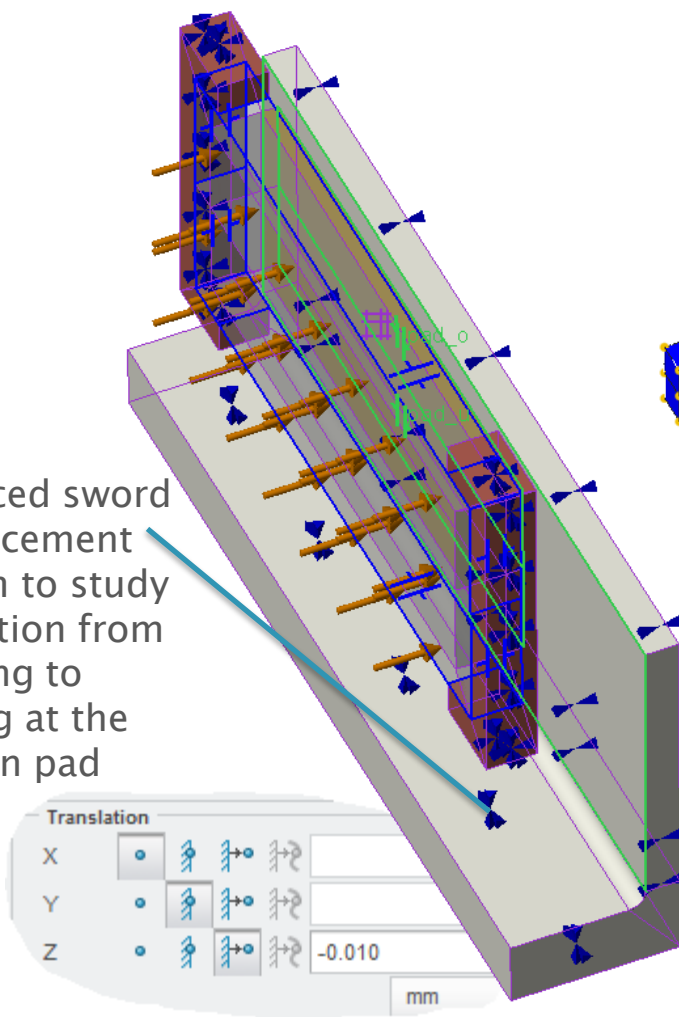 ced sword
cement
n to study
tion from
ng to
g at the
n pad
Translation
X
Y
Z -0.010
mm